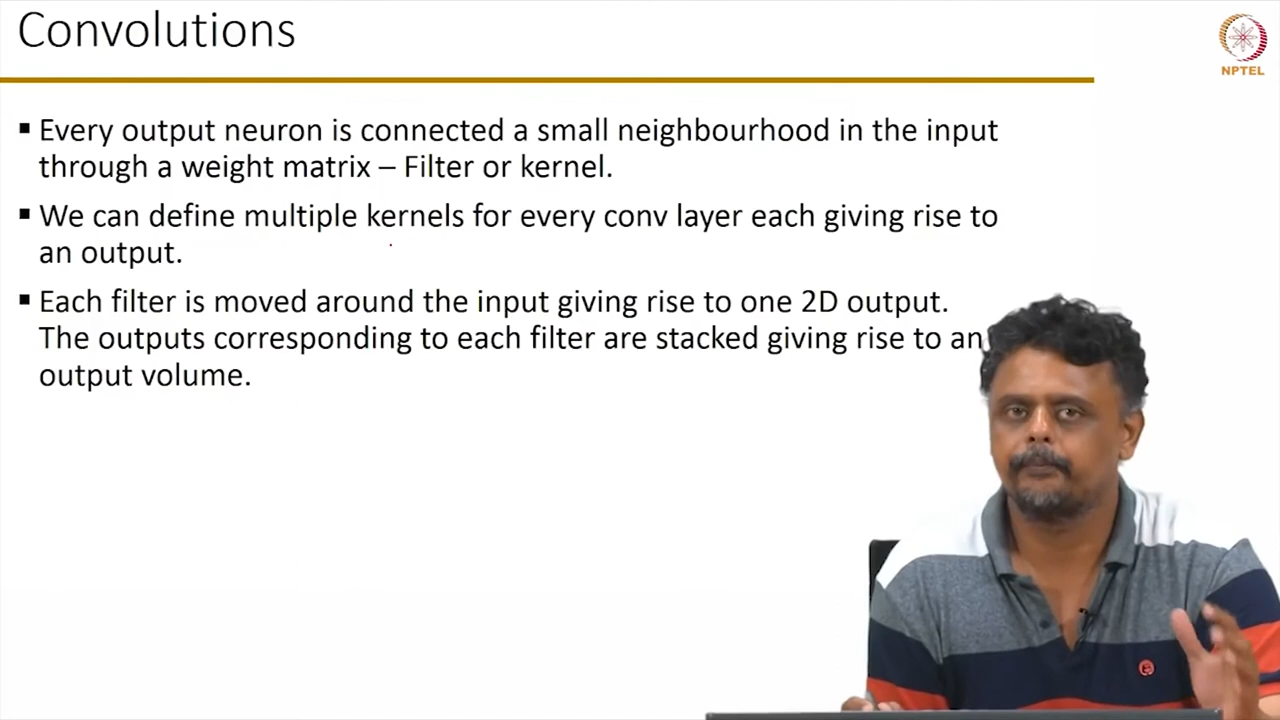 Convolutions
NPTEL
▪ Every output neuron is connected a small neighbourhood in the input
through a weight matrix – Filter or kernel.
▪ We can define multiple kernels for every conv layer each giving rise to
an output.
▪ Each filter is moved around the input giving rise to one 2D output.
The outputs corresponding to each filter are stacked giving rise to an
output volume.